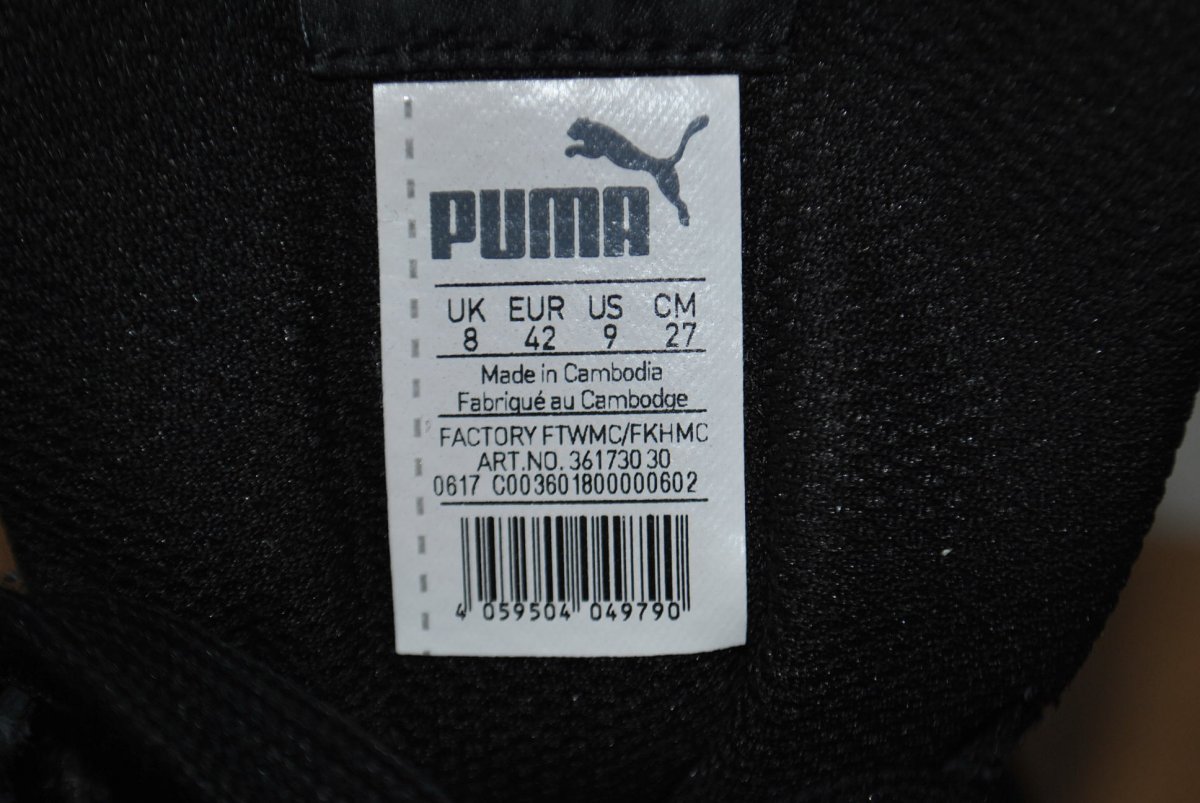 PUMA
UK EUR US CM
8 42 9 27
Made in Cambodia
Fabriqué au Cambodge
FACTORY FTWMC/FKHMC
ART.NO. 361730 30
0617 C003601800000602
4 059504 049790